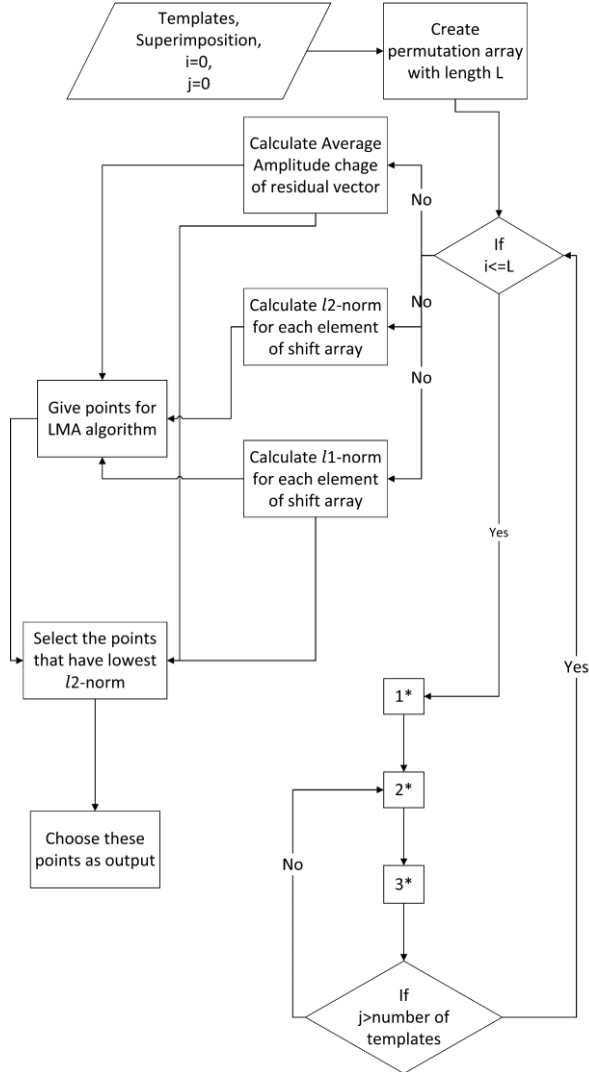 Templates,
Superimposition,
i=0,
j=0
Create
permutation array
with length L
Calculate Average
Amplitude chage
of residual vector
No
If
i<=L
No
Calculate l2-norm
for each element
of shift array
No
Give points for
LMA algorithm
Calculate l1-norm
for each element
of shift array
Yes
Select the points
that have lowest
l2-norm
Yes
1*
2*
Choose these
points as output
No
3*
If
j>number of
templates